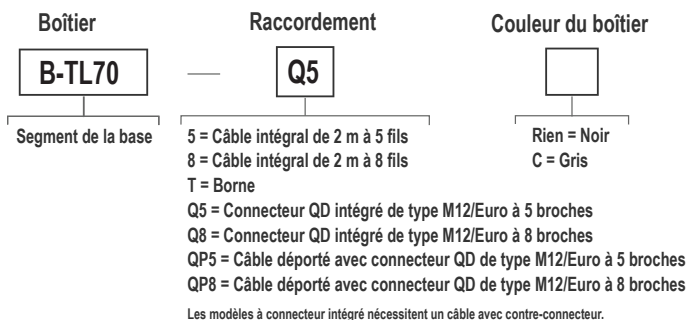 Boîtier Raccordement Couleur du boîtier
B-TL70 — Q5
Segment de la base
5 = Câble intégral de 2 m à 5 fils
8 = Câble intégral de 2 m à 8 fils
T = Borne
Q5 = Connecteur QD intégré de type M12/Euro à 5 broches
Q8 = Connecteur QD intégré de type M12/Euro à 8 broches
QP5 = Câble déporté avec connecteur QD de type M12/Euro à 5 broches
QP8 = Câble déporté avec connecteur QD de type M12/Euro à 8 broches
Rien = Noir
C = Gris
Les modèles à connecteur intégré nécessitent un câble avec contre-connecteur.